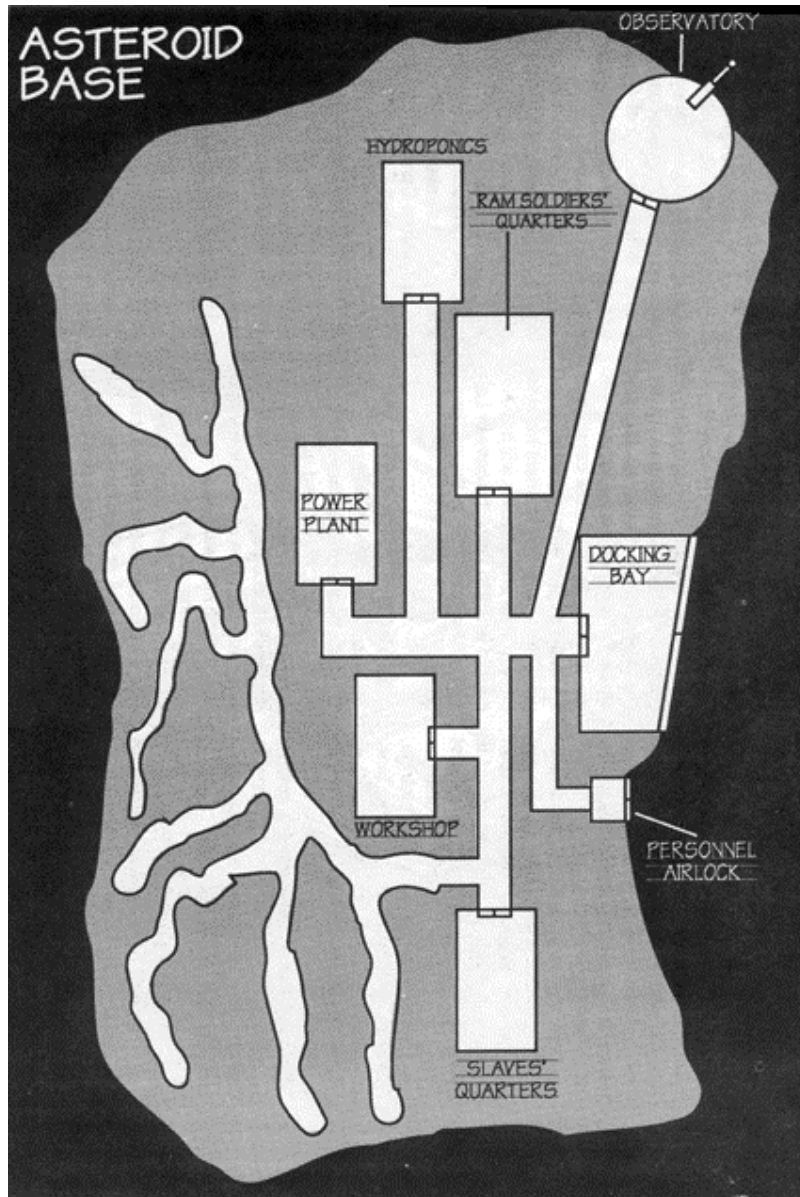 ASTEROID
BASE
OBSERVATORY
HYDROPONICS
RAM SOLDIERS'
QUARTERS
POWER
PLANT
DOCKING
BAY
WORKSHOP
PERSONNEL
AIRLOCK
SLAVES'
QUARTERS